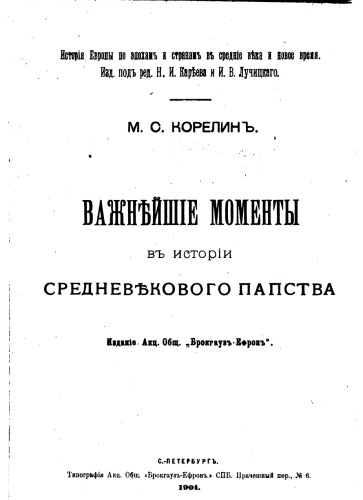 Исторія Европы по эпохамъ и странамъ въ средніе вѣка и новое время.
Изд. подъ ред. Н. И. Карѣева и И. В. Лучицкаго.
М. С. КОРЕЛИНЪ.
ВАЖНѢЙШІЕ МОМЕНТЫ
въ исторіи
СРЕДНЕВѢКОВОГО ПАПСТВА
Изданіе Акц. Общ. „Брокгаузъ-Ефронъ“.
С.-ПЕТЕРБУРГЪ.
Типографія Акц. Общ. «Брокгаузъ-Ефронъ». СПБ. Прачешный пер., № 6.
1901.